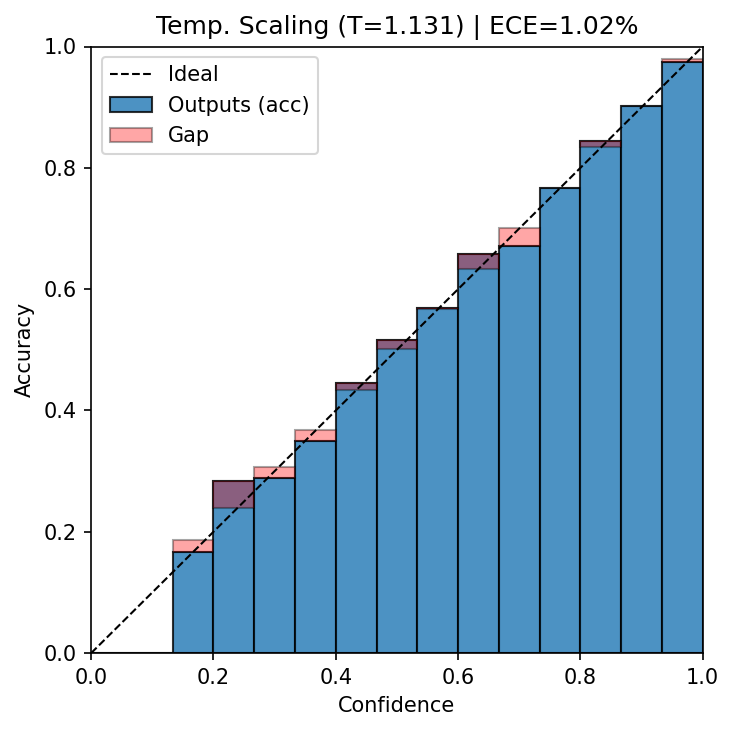 Temp. Scaling (T=1.131) | ECE=1.02%
Ideal
Outputs (acc)
Gap
1.0
0.8
0.6
0.4
0.2
0.0
Accuracy
0.0 0.2 0.4 0.6 0.8 1.0
Confidence